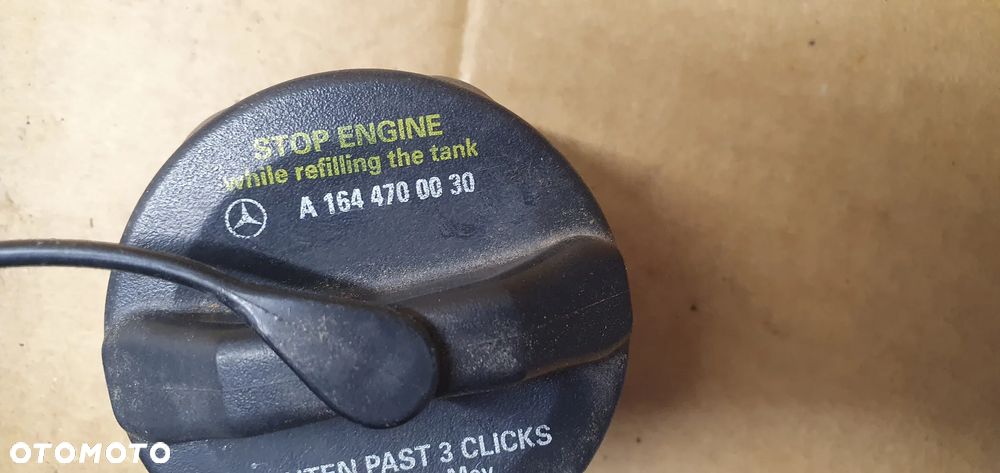 STOP ENGINE
while refilling the tank
A 164 470 00 30
PAST 3 CLICKS
OTOMOTO